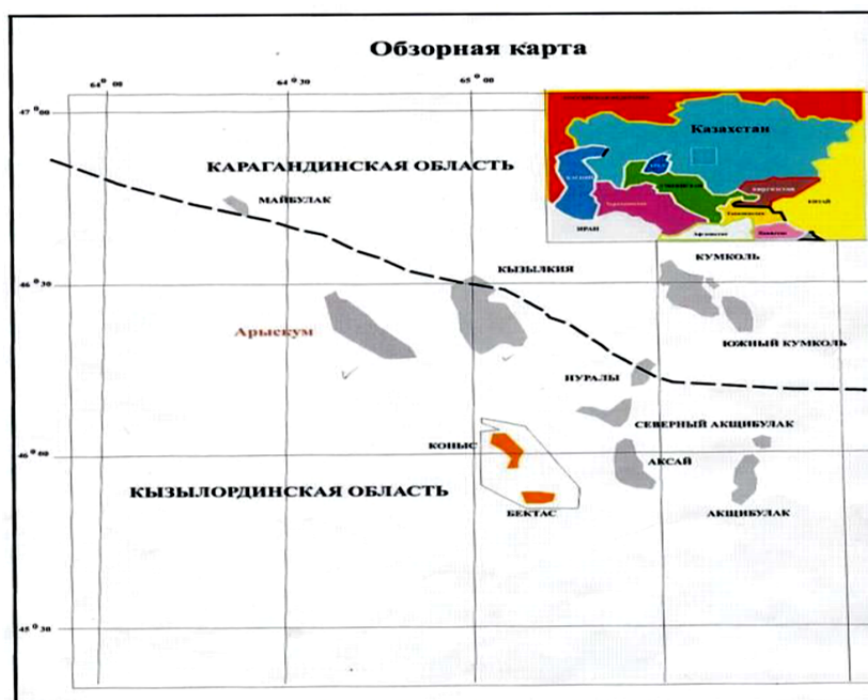 Обзорная карта
64° 00
64° 30
65° 00
47° 00
Казахстан
КАРАГАНДИНСКАЯ ОБЛАСТЬ
МАЙБУЛАК
КИТАЙ
ИРАН
КУМКОЛЬ
КЫЗЫЛКИЯ
46° 30
Арыскум
ЮЖНЫЙ КУМКОЛЬ
НУРАЛЫ
СЕВЕРНЫЙ АКЩИБУЛАК
КОНЫС
46° 00
АКСАЙ
КЫЗЫЛОРДИНСКАЯ ОБЛАСТЬ
БЕКТАС
АКЩИБУЛАК
45° 30